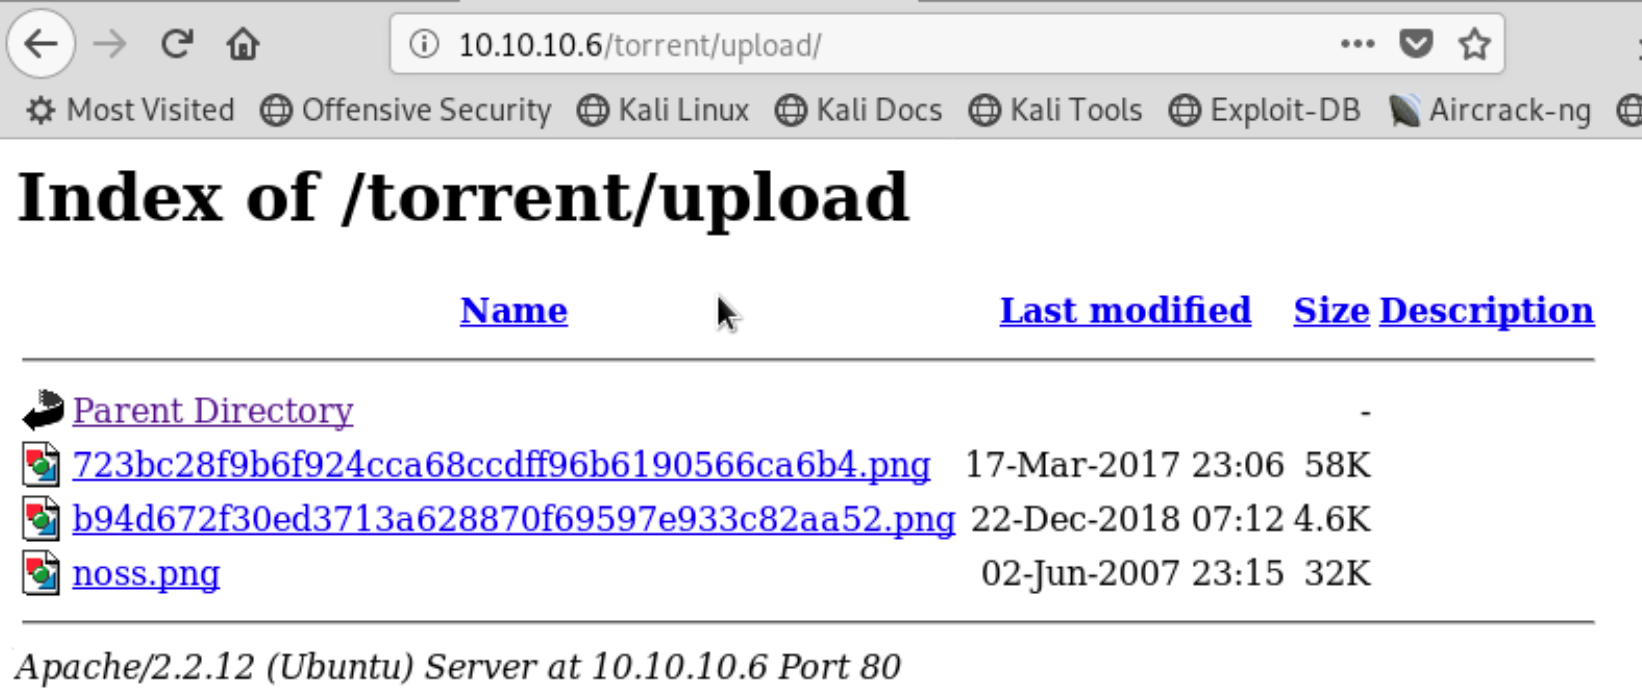 10.10.10.6/torrent/upload/
Most Visited Offensive Security Kali Linux Kali Docs Kali Tools Exploit-DB Aircrack-ng
Index of /torrent/upload
Name Last modified Size Description
Parent Directory -
723bc28f9b6f924cca68ccdff96b6190566ca6b4.png 17-Mar-2017 23:06 58K
b94d672f30ed3713a628870f69597e933c82aa52.png 22-Dec-2018 07:12 4.6K
noss.png 02-Jun-2007 23:15 32K
Apache/2.2.12 (Ubuntu) Server at 10.10.10.6 Port 80